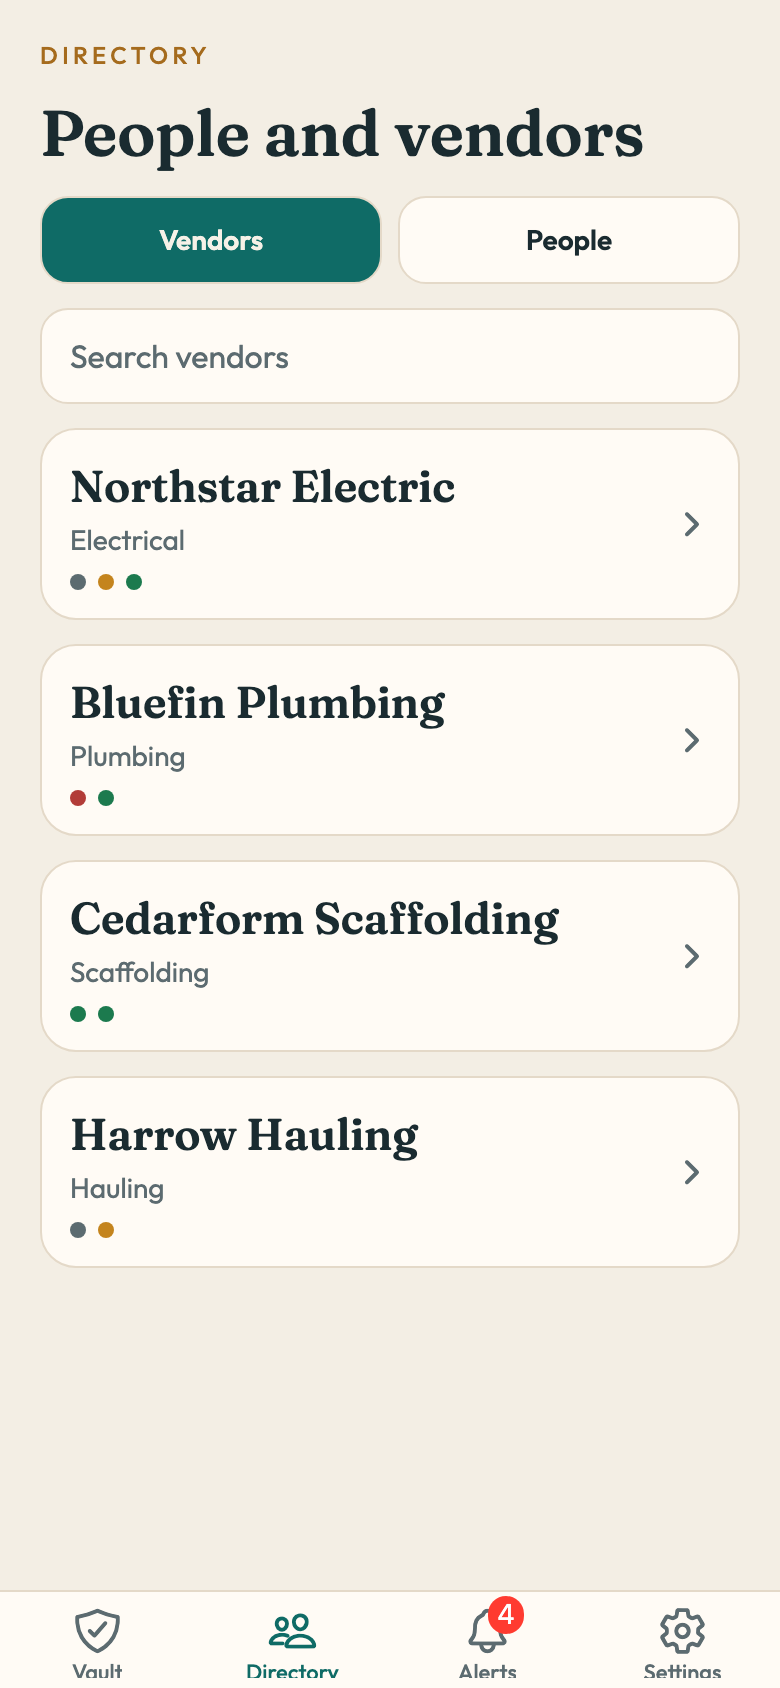 DIRECTORY
People and vendors
Vendors
People
Search vendors
Northstar Electric
Electrical
Bluefin Plumbing
Plumbing
Cedarform Scaffolding
Scaffolding
Harrow Hauling
Hauling
4
Vault
Directory
Alerts
Settings